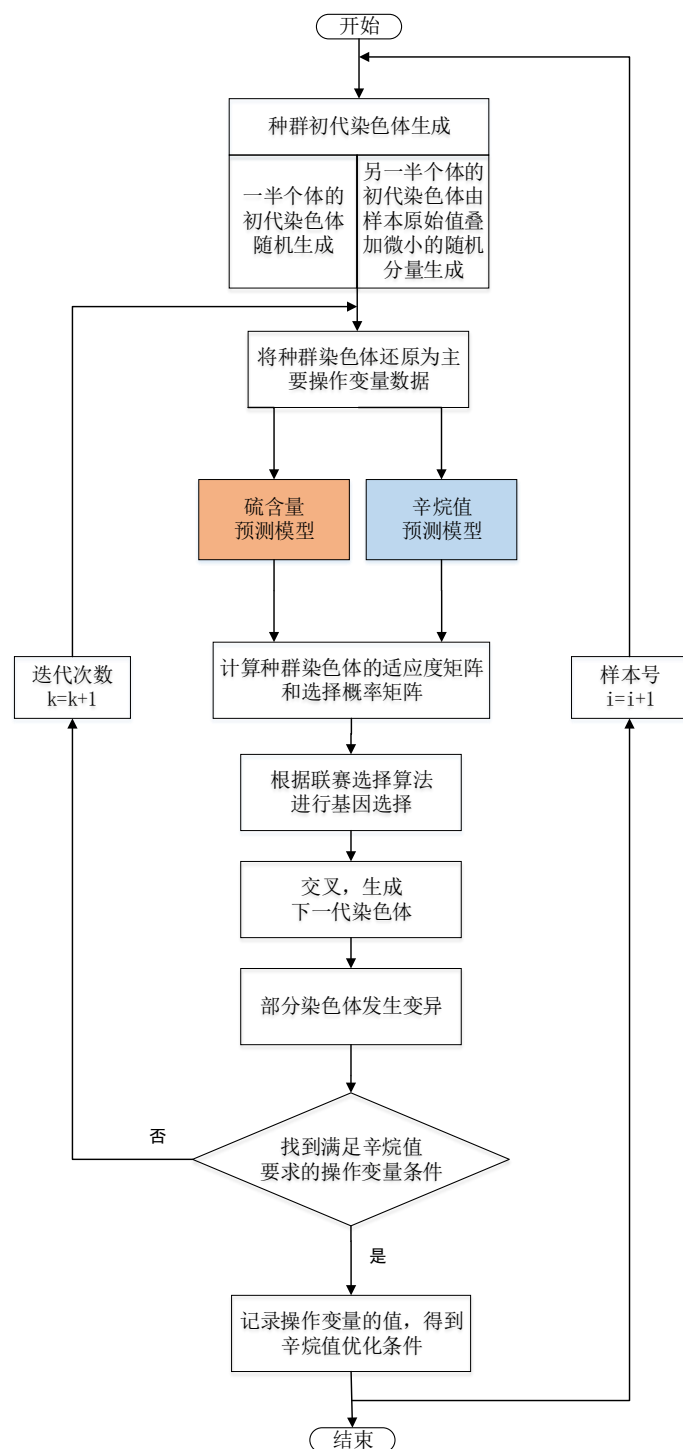 开始
种群初代染色体生成
一半个体的
初代染色体
随机生成
另一半个体的
初代染色体由
样本原始值叠
加微小的随机
分量生成
将种群染色体还原为主
要操作变量数据
硫含量
预测模型
辛烷值
预测模型
迭代次数
k=k+1
计算种群染色体的适应度矩阵
和选择概率矩阵
样本号
i=i+1
根据联赛选择算法
进行基因选择
交叉，生成
下一代染色体
部分染色体发生变异
否
找到满足辛烷值
要求的操作变量条件
是
记录操作变量的值，得到
辛烷值优化条件
结束